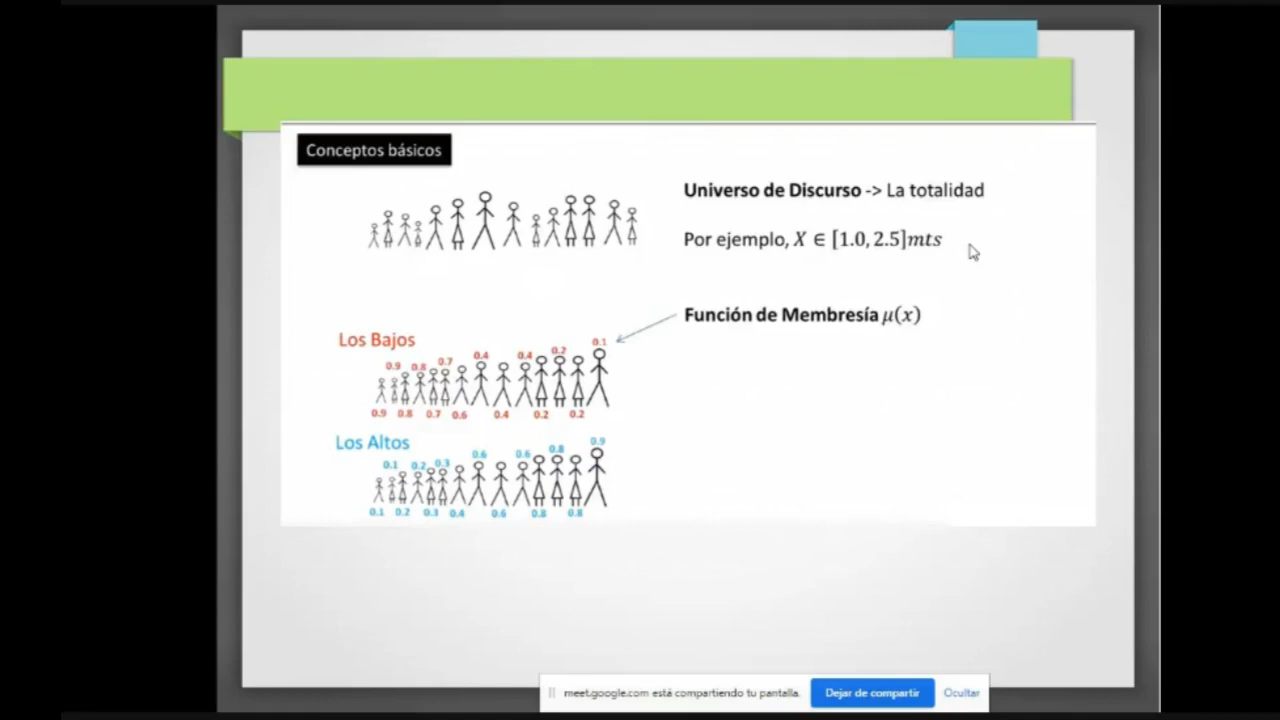 Conceptos básicos
Universo de Discurso -> La totalidad
Por ejemplo, X ∈ [1.0, 2.5]mts
Función de Membresía μ(x)
Los Bajos
0.9 0.8 0.7 0.4 0.4 0.2 0.1
0.9 0.8 0.7 0.6 0.4 0.2 0.2
Los Altos
0.1 0.2 0.3 0.6 0.6 0.8 0.9
0.1 0.2 0.3 0.4 0.6 0.8 0.8
meet.google.com está compartiendo tu pantalla. Dejar de compartir Ocultar